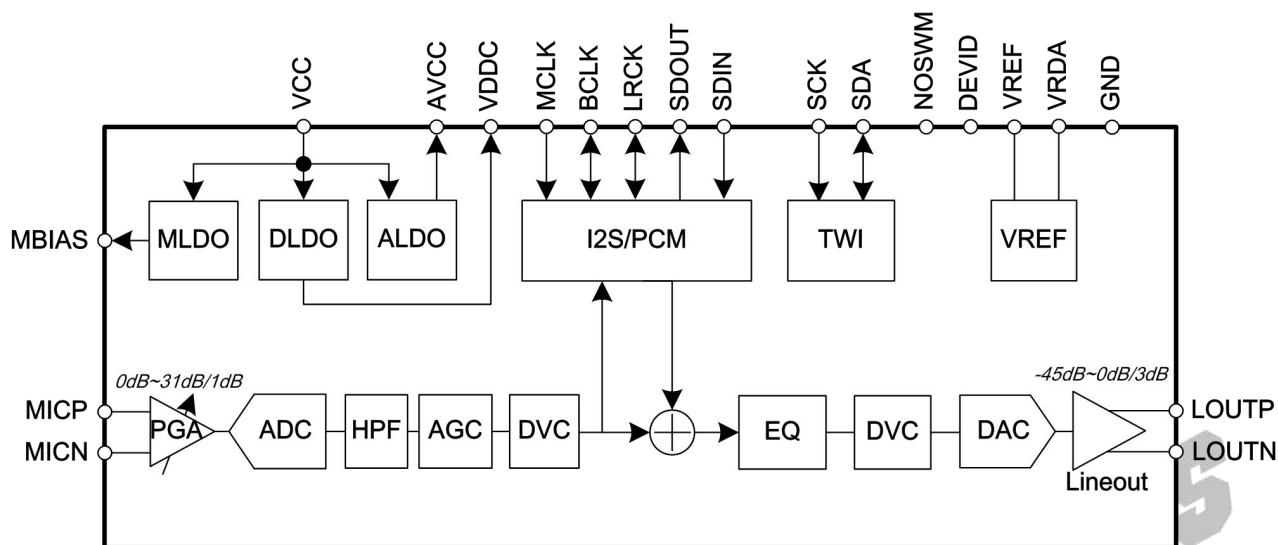 VCC
AVCC
VDDC
MCLK
BCLK
LRCK
SDOUT
SDIN
SCK
SDA
NOSWM
DEVID
VREF
VRDA
GND
MBIAS
MLDO
DLDO
ALDO
I2S/PCM
TWI
VREF
0dB~31dB/1dB
-45dB~0dB/3dB
MICP
MICN
PGA
ADC
HPF
AGC
DVC
EQ
DVC
DAC
LOUTP
LOUTN
Lineout
S